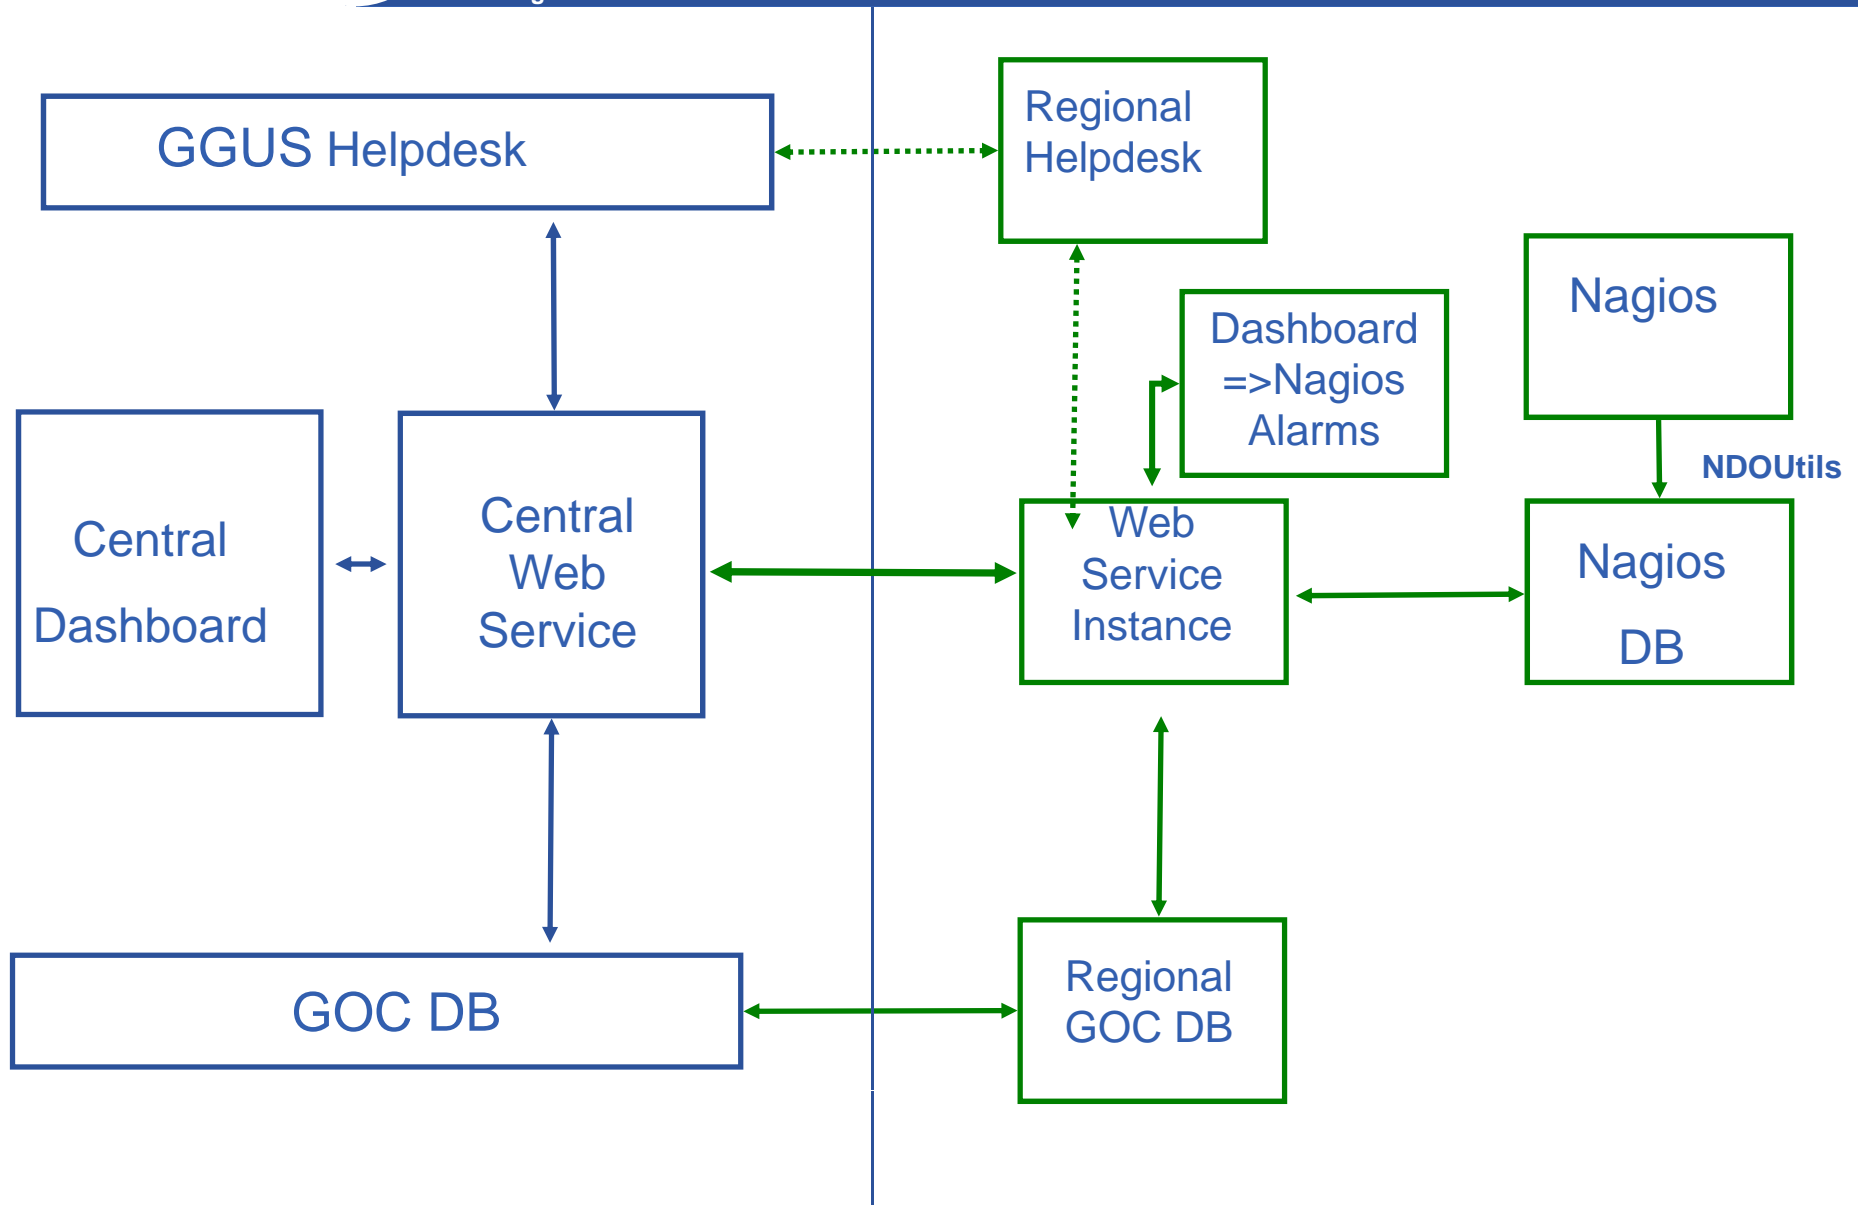 GGUS Helpdesk
Regional
Helpdesk
Nagios
Dashboard
=>Nagios
Alarms
NDOUtils
Central
Dashboard
Central
Web
Service
Web
Service
Instance
Nagios
DB
GOC DB
Regional
GOC DB